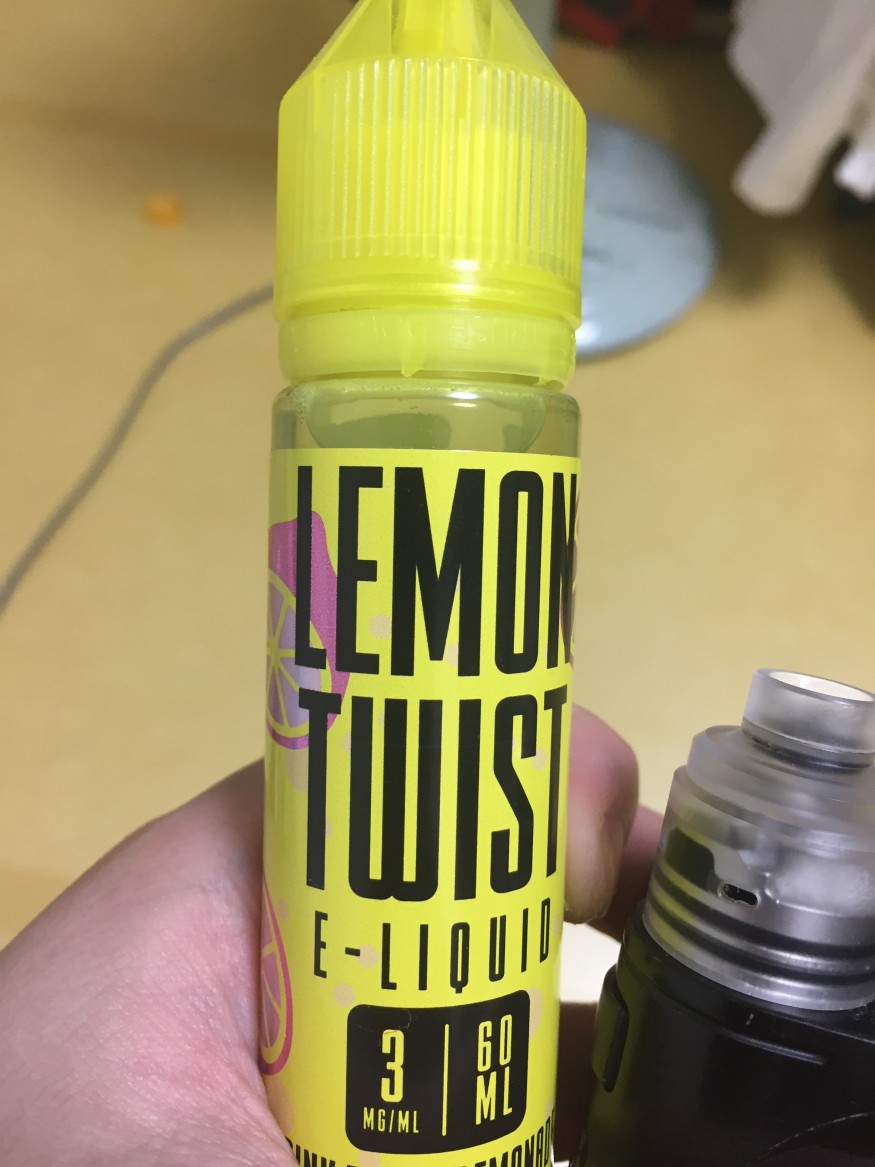 LEMON
TWIST
E-LIQUID
3
MG/ML
60
ML